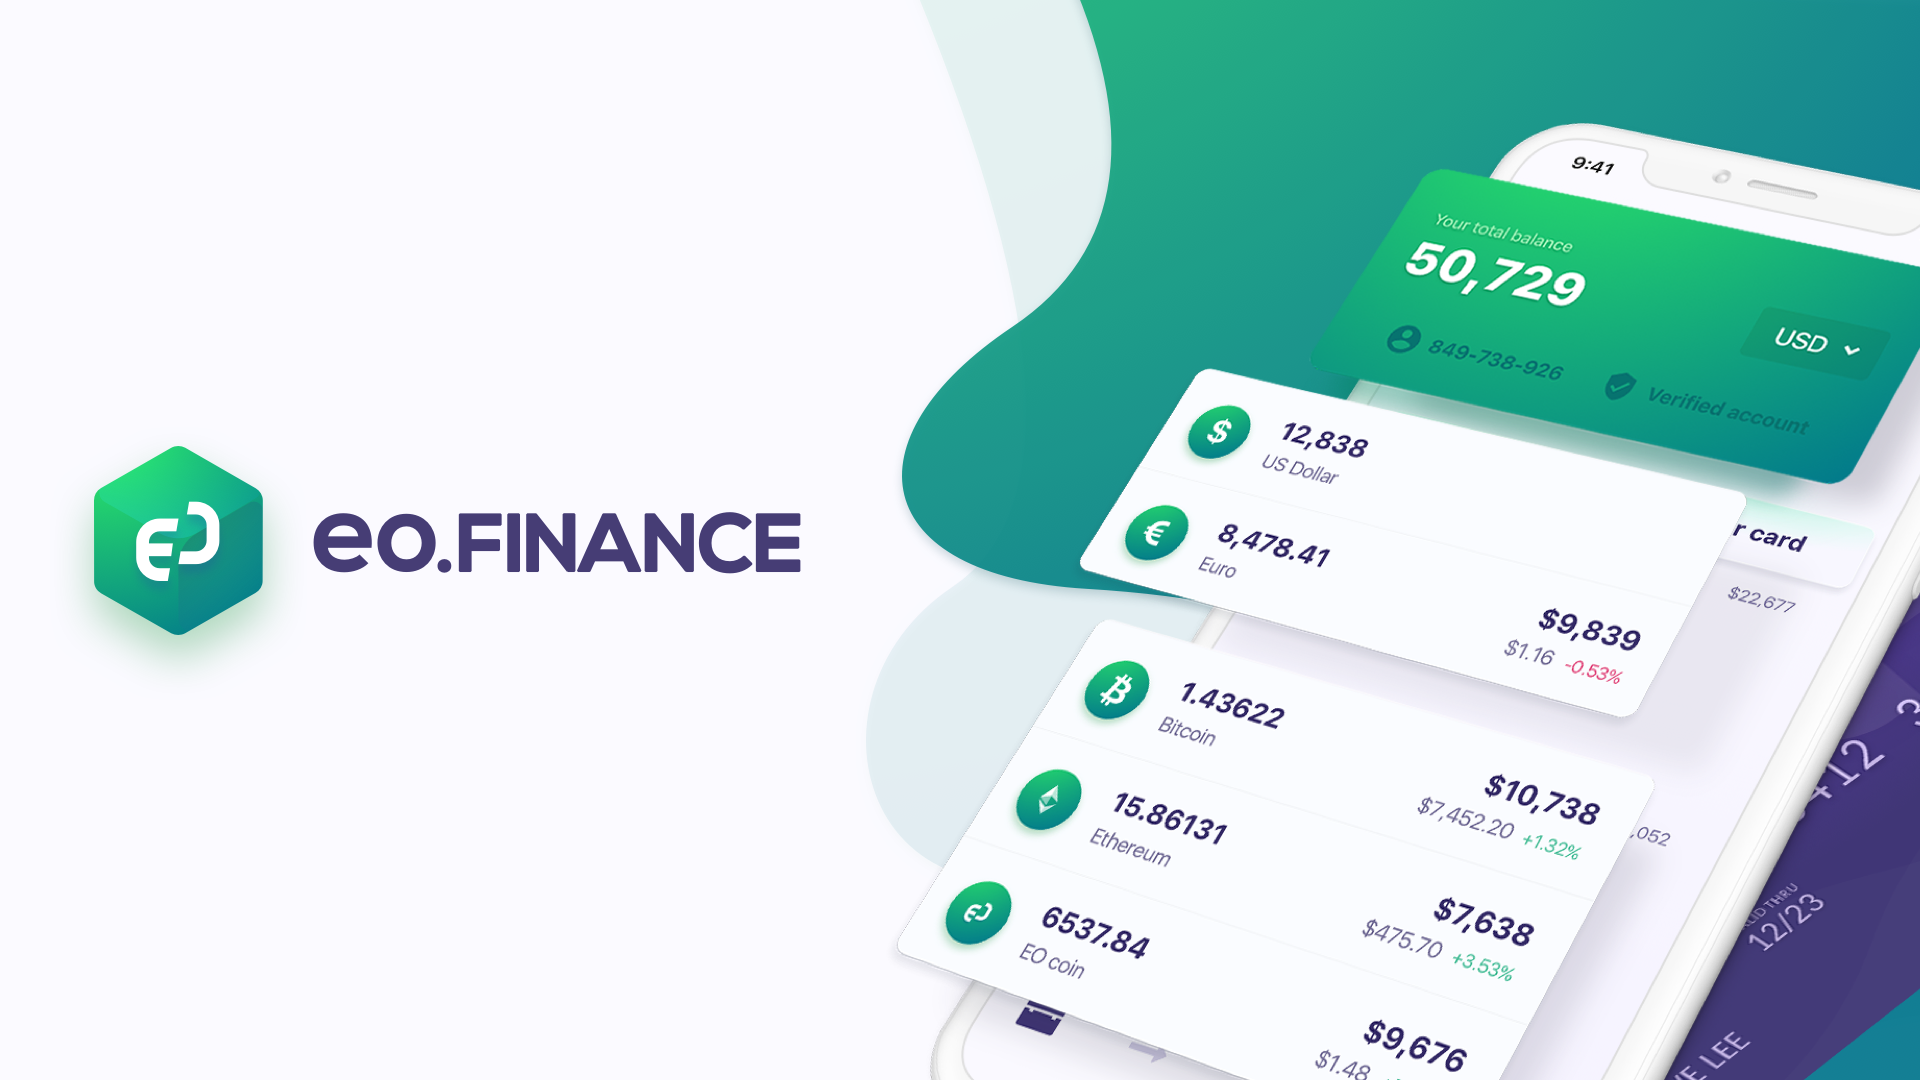 eo.FINANCE
9:41
Your total balance
50,729
USD
849-738-926
Verified account
$ 12,838
US Dollar
€ 8,478.41
Euro
$9,839
$1.16 -0.53%
r card
$22,677
1.43622
Bitcoin
$10,738
$7,452.20 +1.32%
,052
15.86131
Ethereum
$7,638
$475.70 +3.53%
6537.84
EO coin
$9,676
$1.48
412 3
LID THRU
12/23
LEE